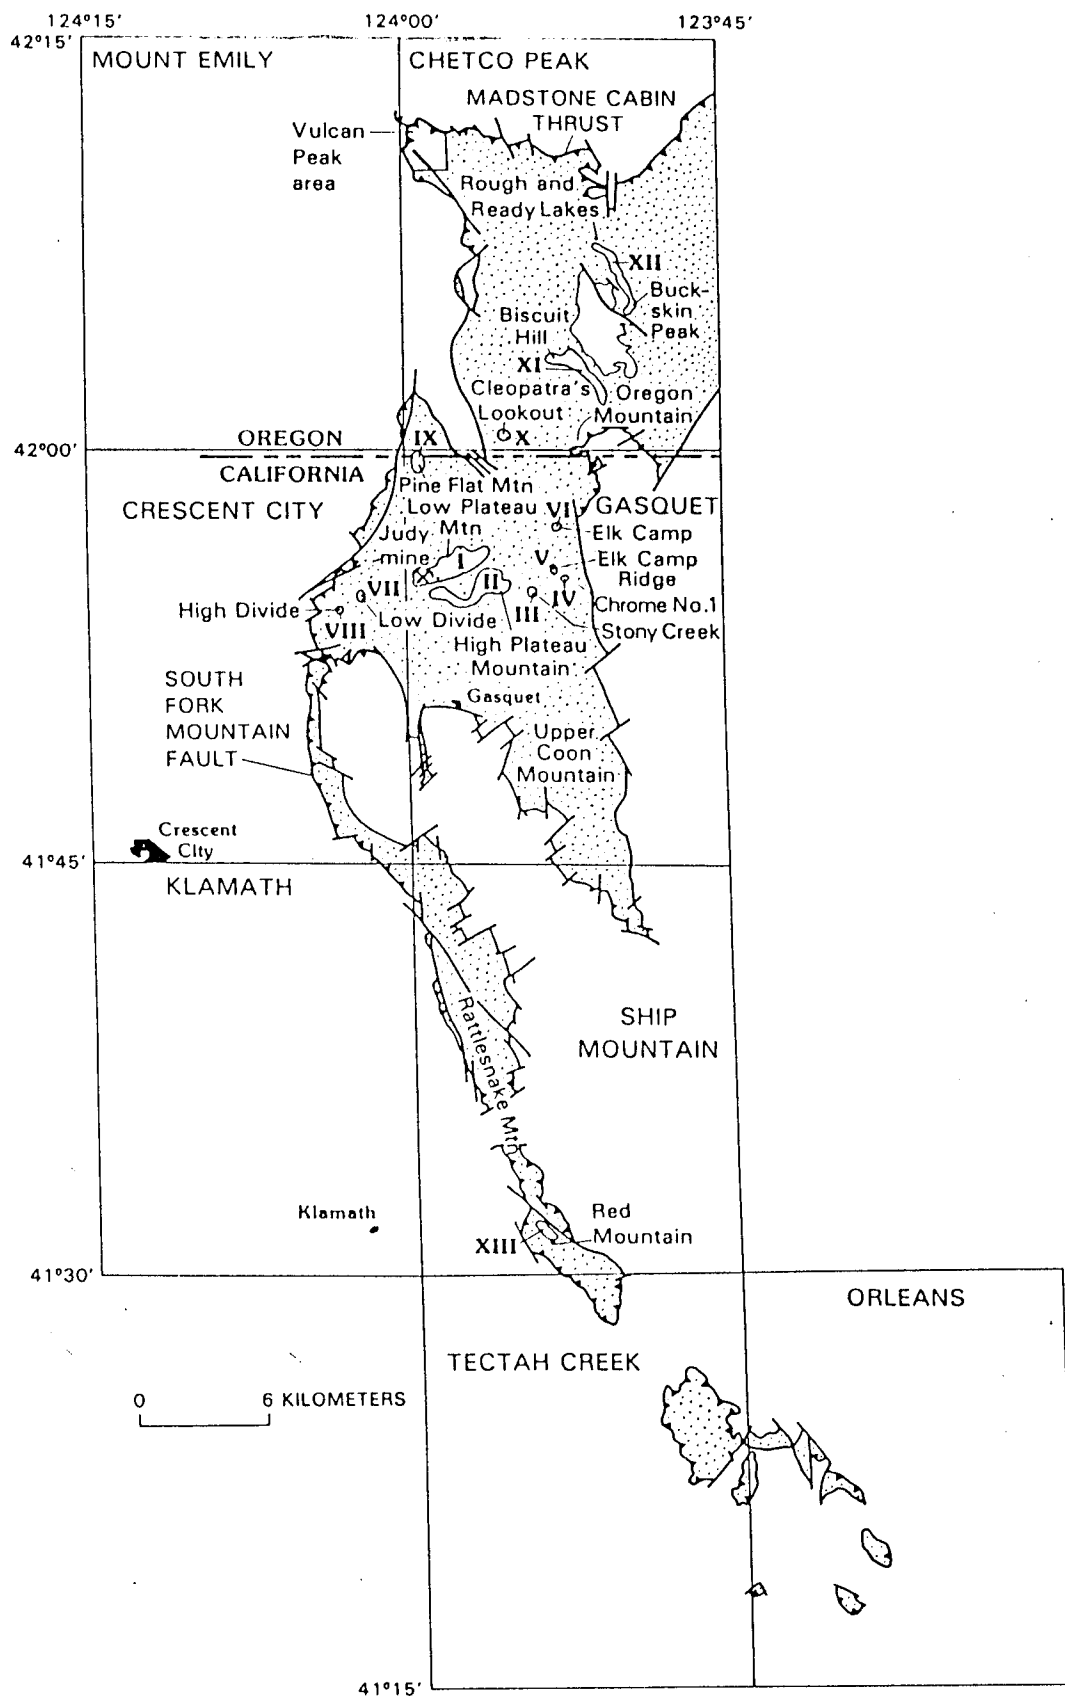 124°15' 124°00' 123°45'
42°15'
MOUNT EMILY
CHETCO PEAK
MADSTONE CABIN
THRUST
Vulcan
Peak
area
Rough and
Ready Lakes
XII
Buck-
skin
Peak
Biscuit
Hill
XI
Cleopatra's
Lookout
X
Oregon
Mountain
42°00'
OREGON
CALIFORNIA
IX
Pine Flat Mtn
CRESCENT CITY
GASQUET
Low Plateau
Mtn
VI
Elk Camp
Judy
mine
I
V
Elk Camp
Ridge
VII
II
III
IV
Chrome No.1
High Divide
VIII
Low Divide
Stony Creek
High Plateau
Mountain
SOUTH
FORK
MOUNTAIN
FAULT
Gasquet
Upper
Coon
Mountain
Crescent
City
41°45'
KLAMATH
Rattlesnake Mtn
SHIP
MOUNTAIN
Klamath
XIII
Red
Mountain
41°30'
ORLEANS
TECTAH CREEK
0 6 KILOMETERS
41°15'